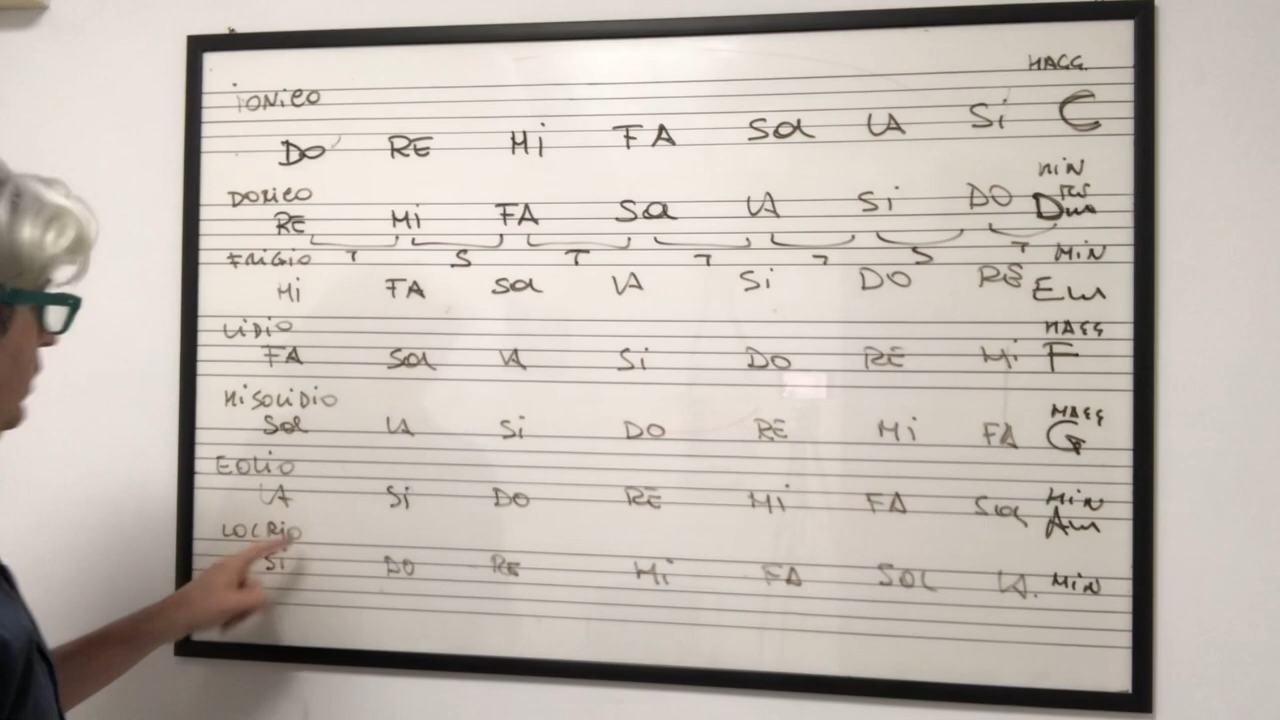 MAGG.
IONICO
DO RE MI FA SOL LA SI C
MIN
DORICO
RE MI FA SOL LA SI DO Dm
T S T T T S T
FRIGIO MIN
MI FA SOL LA SI DO RE Em
LIDIO MAGG
FA SOL LA SI DO RE MI F
MISOLIDIO MAGG
SOL LA SI DO RE MI FA G
EOLIO
LA SI DO RE MI FA SOL MIN
Am
LOCRIO
SI DO RE MI FA SOL LA. MIN